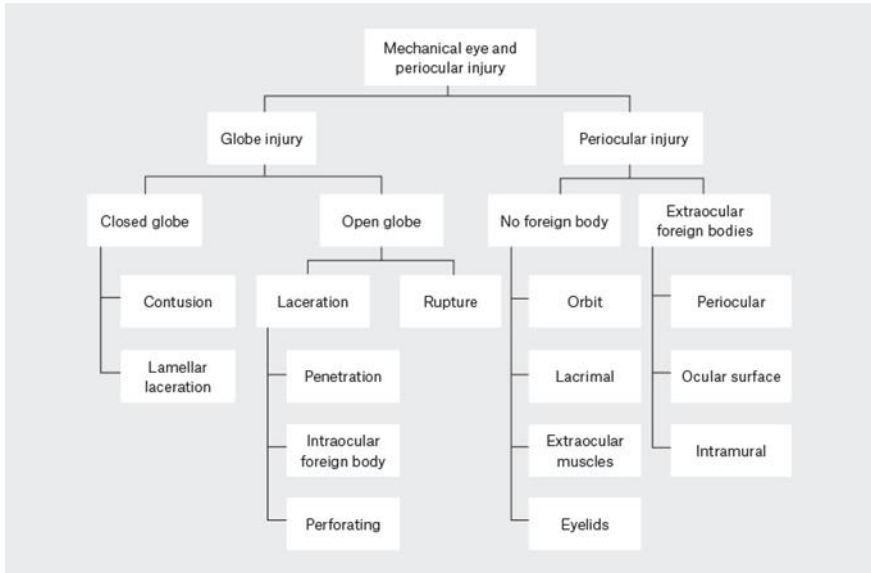 Mechanical eye and
periocular injury
Globe injury
Periocular injury
Closed globe
Open globe
No foreign body
Extraocular
foreign bodies
Contusion
Laceration
Rupture
Orbit
Periocular
Lamellar
laceration
Penetration
Lacrimal
Ocular surface
Intraocular
foreign body
Extraocular
muscles
Intramural
Perforating
Eyelids